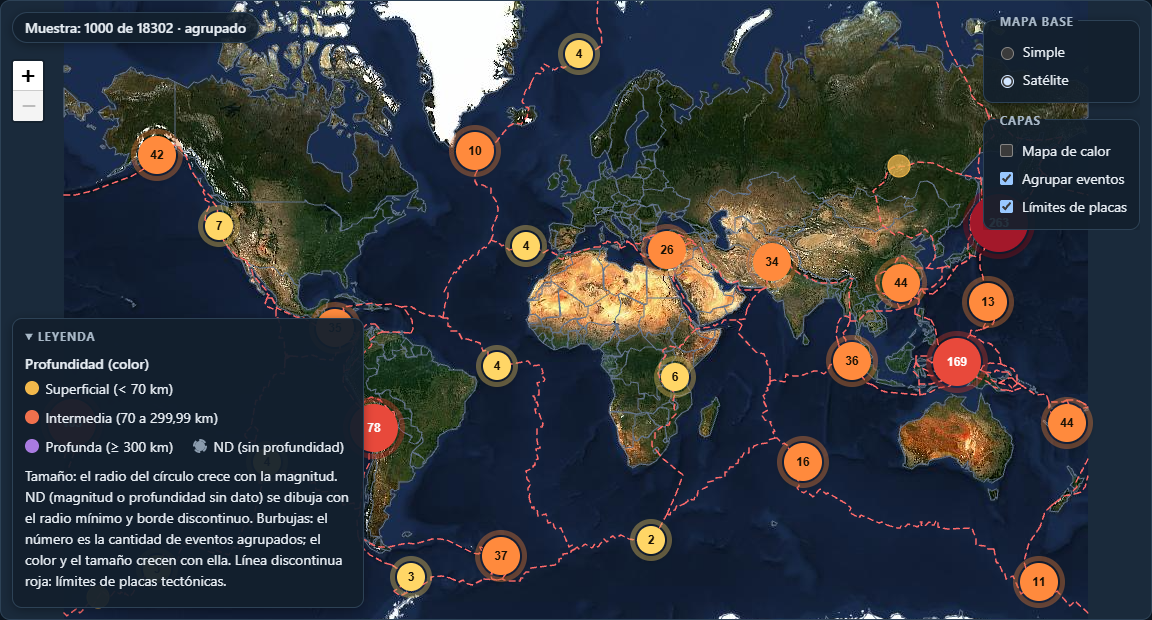 Muestra: 1000 de 18302 · agrupado
MAPA BASE
Simple
Satélite
CAPAS
Mapa de calor
Agrupar eventos
Límites de placas
+
−
4
42
10
7
4
26
34
44
13
36
169
4
6
78
44
16
2
37
3
11
▼ LEYENDA
Profundidad (color)
Superficial (< 70 km)
Intermedia (70 a 299,99 km)
Profunda (≥ 300 km) ND (sin profundidad)
Tamaño: el radio del círculo crece con la magnitud.
ND (magnitud o profundidad sin dato) se dibuja con
el radio mínimo y borde discontinuo. Burbujas: el
número es la cantidad de eventos agrupados; el
color y el tamaño crecen con ella. Línea discontinua
roja: límites de placas tectónicas.